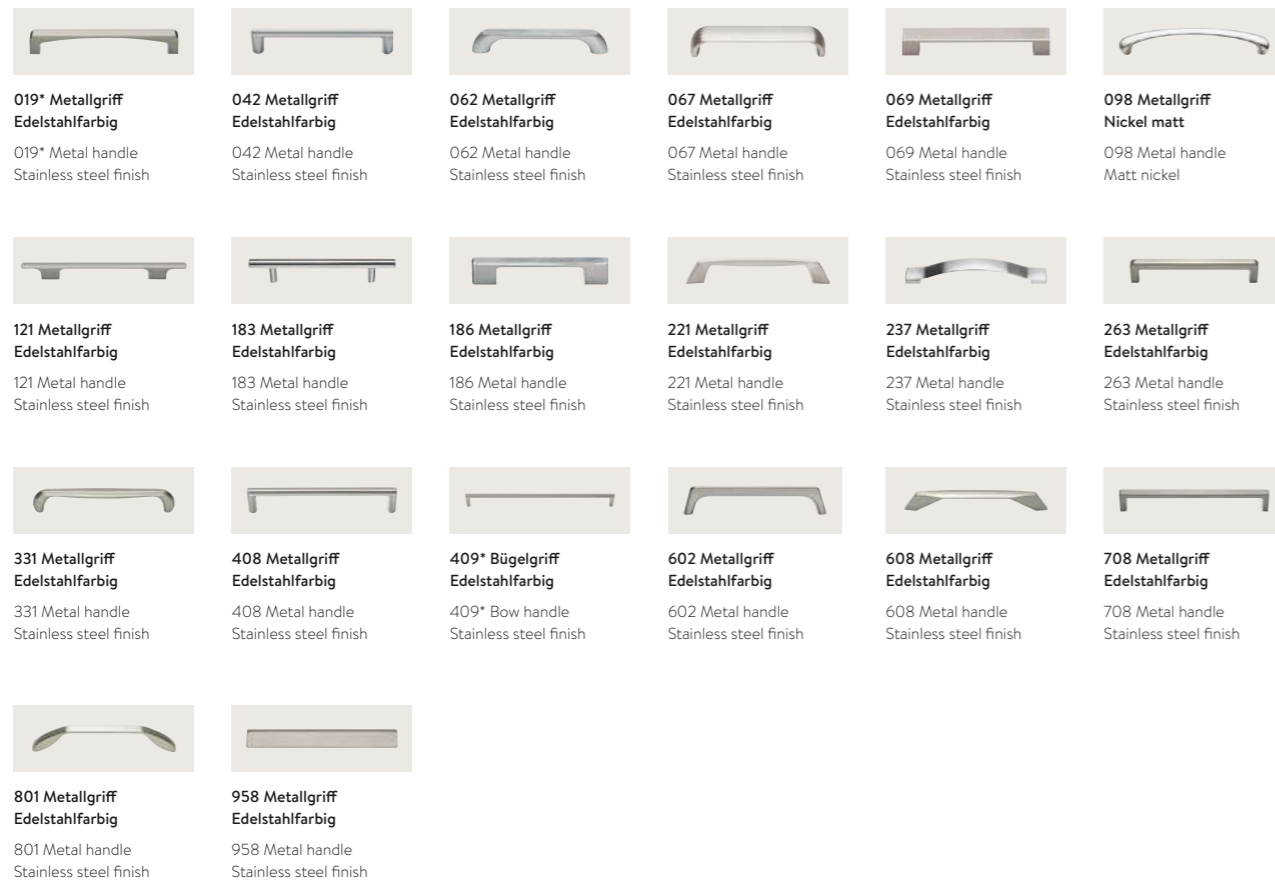 019* Metallgriff
Edelstahlfarbig
019* Metal handle
Stainless steel finish
042 Metallgriff
Edelstahlfarbig
042 Metal handle
Stainless steel finish
062 Metallgriff
Edelstahlfarbig
062 Metal handle
Stainless steel finish
067 Metallgriff
Edelstahlfarbig
067 Metal handle
Stainless steel finish
069 Metallgriff
Edelstahlfarbig
069 Metal handle
Stainless steel finish
098 Metallgriff
Nickel matt
098 Metal handle
Matt nickel
121 Metallgriff
Edelstahlfarbig
121 Metal handle
Stainless steel finish
183 Metallgriff
Edelstahlfarbig
183 Metal handle
Stainless steel finish
186 Metallgriff
Edelstahlfarbig
186 Metal handle
Stainless steel finish
221 Metallgriff
Edelstahlfarbig
221 Metal handle
Stainless steel finish
237 Metallgriff
Edelstahlfarbig
237 Metal handle
Stainless steel finish
263 Metallgriff
Edelstahlfarbig
263 Metal handle
Stainless steel finish
331 Metallgriff
Edelstahlfarbig
331 Metal handle
Stainless steel finish
408 Metallgriff
Edelstahlfarbig
408 Metal handle
Stainless steel finish
409* Bügelgriff
Edelstahlfarbig
409* Bow handle
Stainless steel finish
602 Metallgriff
Edelstahlfarbig
602 Metal handle
Stainless steel finish
608 Metallgriff
Edelstahlfarbig
608 Metal handle
Stainless steel finish
708 Metallgriff
Edelstahlfarbig
708 Metal handle
Stainless steel finish
801 Metallgriff
Edelstahlfarbig
801 Metal handle
Stainless steel finish
958 Metallgriff
Edelstahlfarbig
958 Metal handle
Stainless steel finish